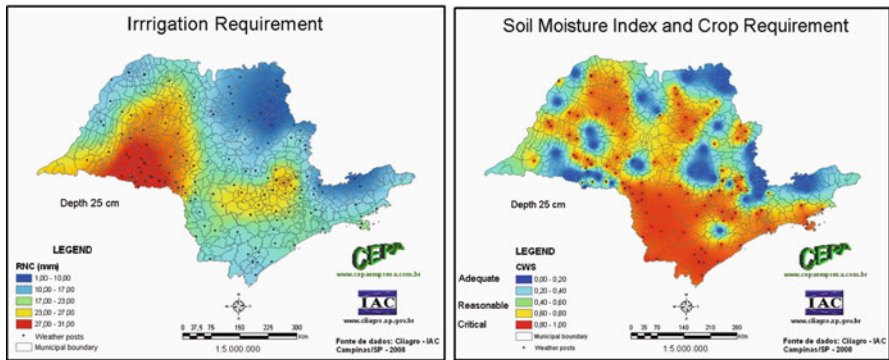 Irrrigation Requirement
Depth 25 cm
LEGEND
RNC (mm)
1,00 - 10,00
10,00 - 17,00
17,00 - 23,00
23,00 - 27,00
27,00 - 31,00
Weather posts
Municipal boundary
CEPA
www.cepaempresa.com.br
IAC
www.ciiagro.sp.gov.br
0 37,5 75 150 225 300
Km
1:5.000.000
Fonte de dados: Ciiagro - IAC
Campinas/SP - 2008
Soil Moisture Index and Crop Requirement
Depth 25 cm
LEGEND
CWS
Adequate 0,00 - 0,20
0,20 - 0,40
Reasonable 0,40 - 0,60
0,60 - 0,80
Critical 0,80 - 1,00
Weather posts
Municipal boundary
CEPA
www.cepaempresa.com.br
IAC
www.ciiagro.sp.gov.br
0 35 70 140 210 280
Km
1:5.000.000
Fonte de dados: Ciiagro - IAC
Campinas/SP - 2008